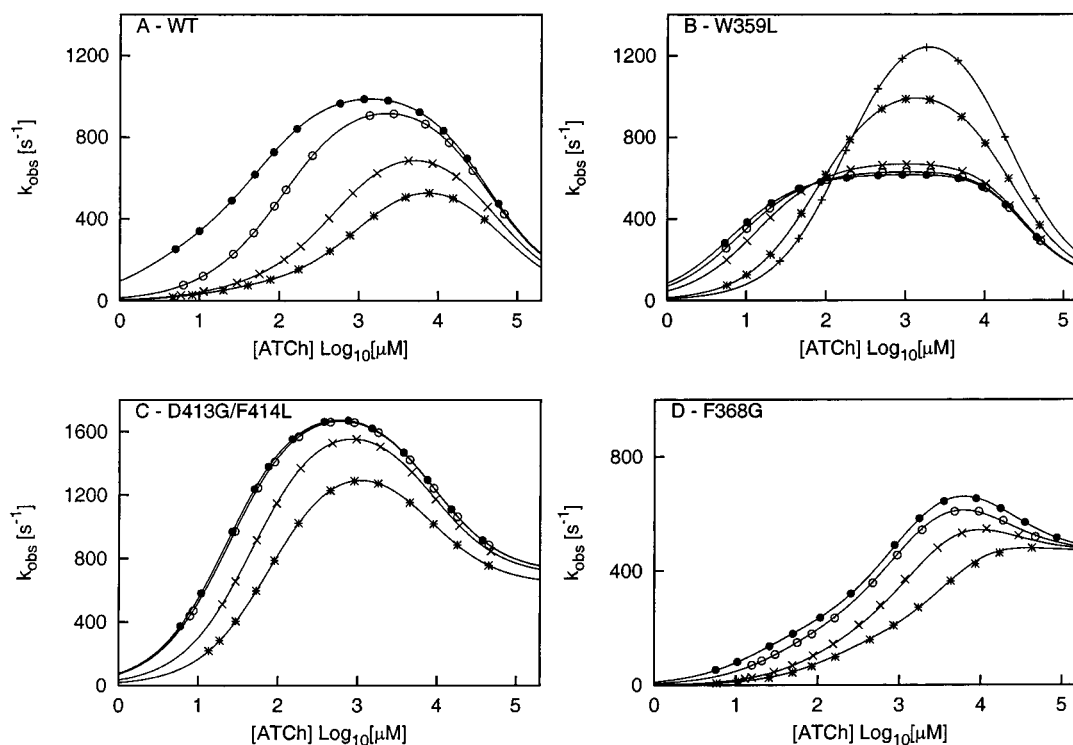 A - WT
1200
800
400
0
k_obs [s⁻¹]
0 1 2 3 4 5
[ATCh] Log₁₀[μM]
B - W359L
1200
800
400
0
k_obs [s⁻¹]
0 1 2 3 4 5
[ATCh] Log₁₀[μM]
C - D413G/F414L
1600
1200
800
400
0
k_obs [s⁻¹]
0 1 2 3 4 5
[ATCh] Log₁₀[μM]
D - F368G
800
400
0
k_obs [s⁻¹]
0 1 2 3 4 5
[ATCh] Log₁₀[μM]